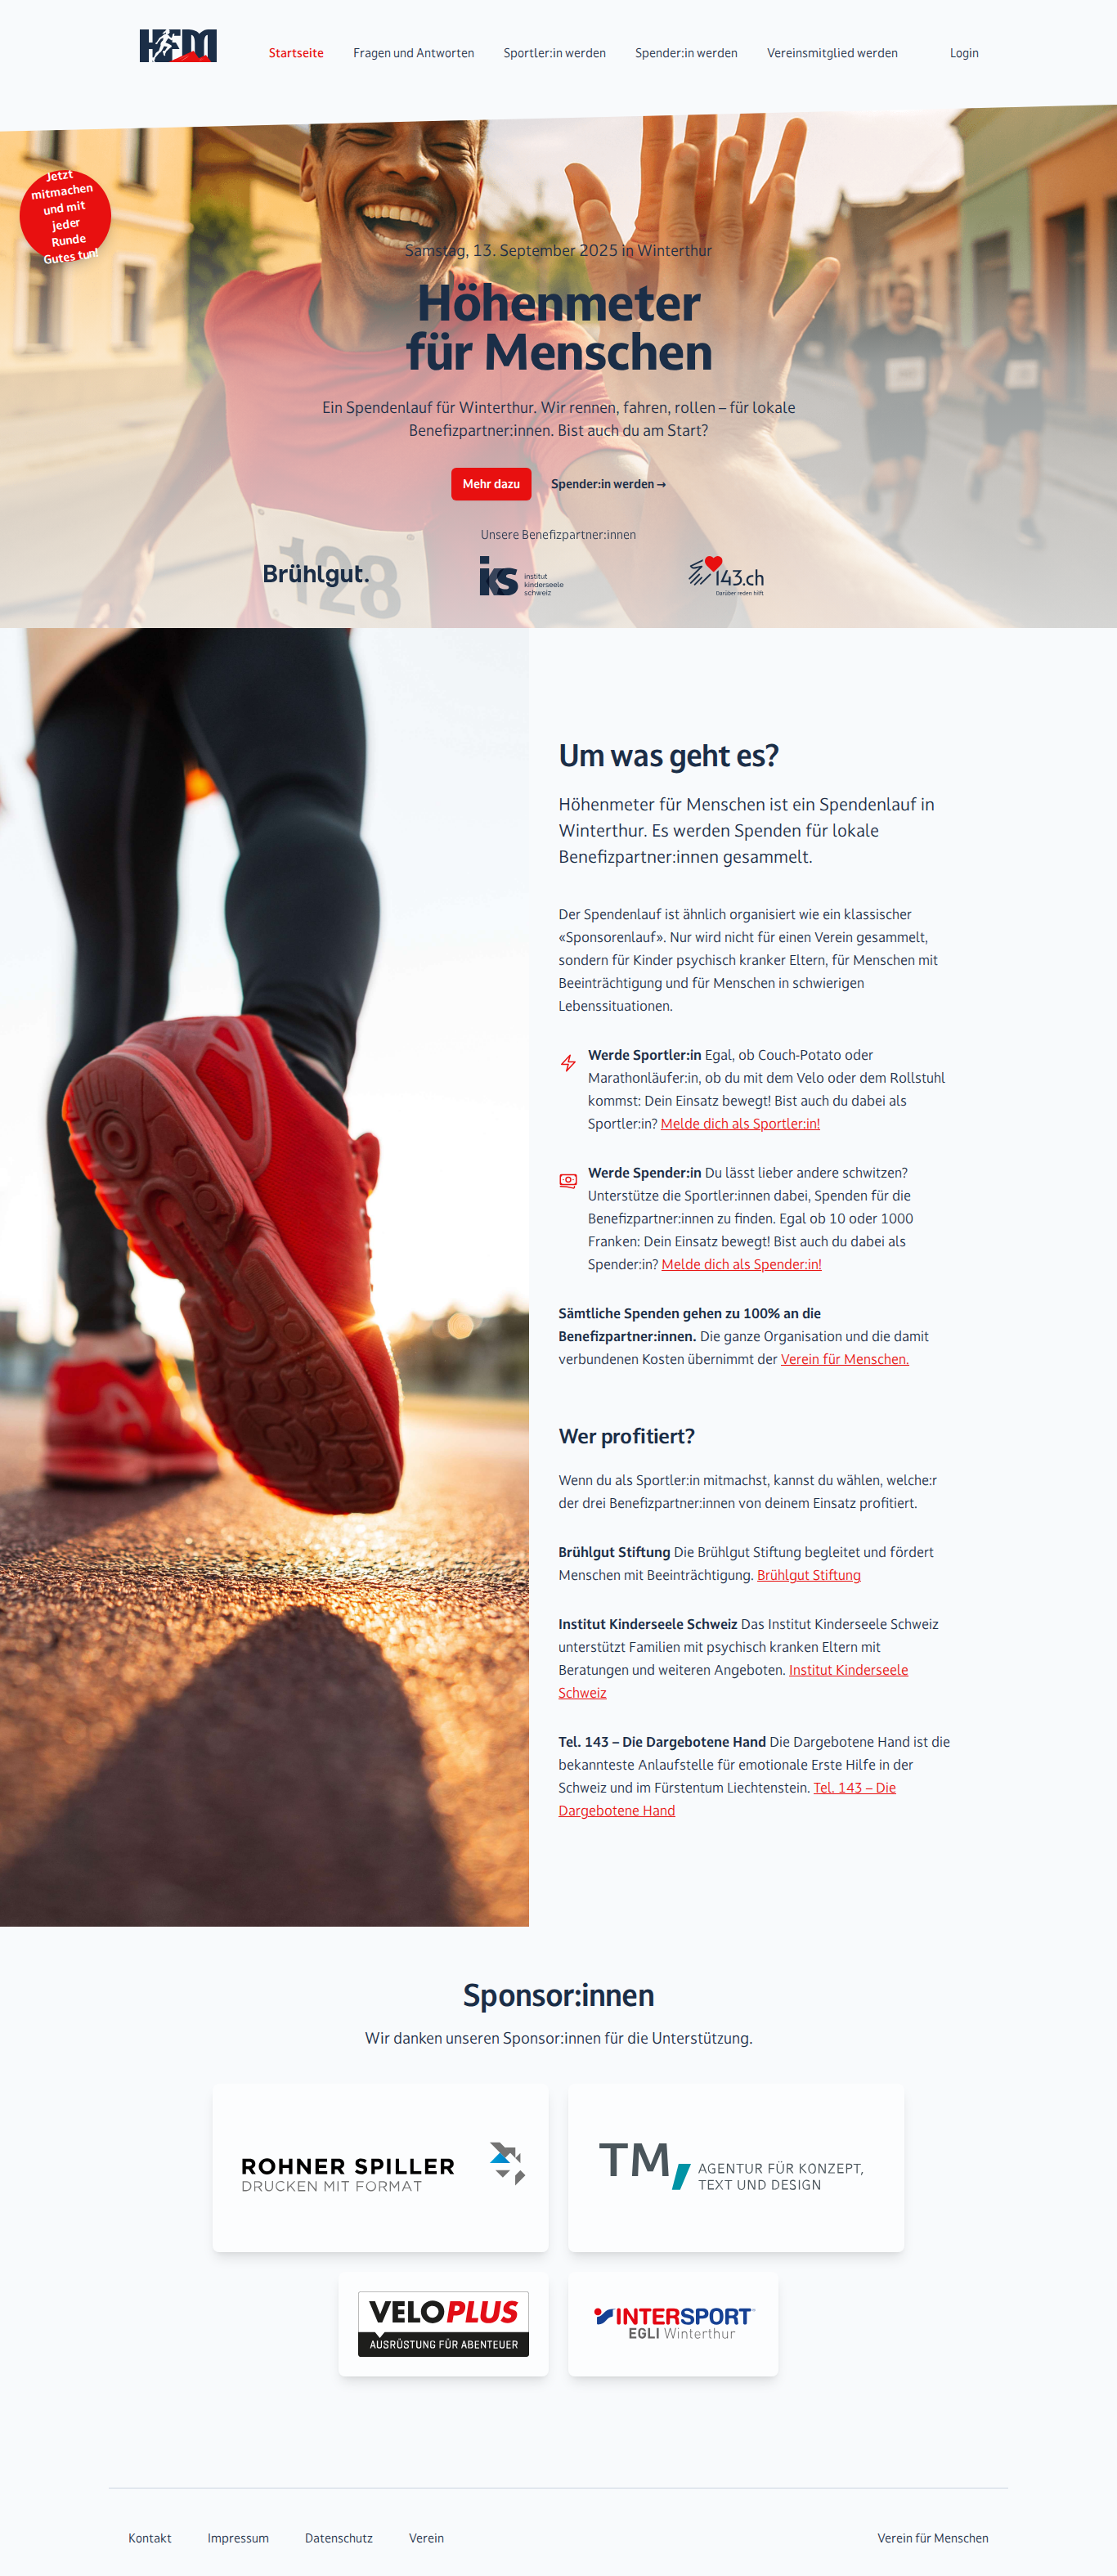 HFM
Startseite
Fragen und Antworten
Sportler:in werden
Spender:in werden
Vereinsmitglied werden
Login
Jetzt
mitmachen
und mit
jeder
Runde
Gutes tun!
Samstag, 13. September 2025 in Winterthur
Höhenmeter
für Menschen
Ein Spendenlauf für Winterthur. Wir rennen, fahren, rollen – für lokale
Benefizpartner:innen. Bist auch du am Start?
Mehr dazu
Spender:in werden →
Unsere Benefizpartner:innen
128
Brühlgut.
iks institut
kinderseele
schweiz
143.ch
Darüber reden hilft
Um was geht es?
Höhenmeter für Menschen ist ein Spendenlauf in
Winterthur. Es werden Spenden für lokale
Benefizpartner:innen gesammelt.
Der Spendenlauf ist ähnlich organisiert wie ein klassischer
«Sponsorenlauf». Nur wird nicht für einen Verein gesammelt,
sondern für Kinder psychisch kranker Eltern, für Menschen mit
Beeinträchtigung und für Menschen in schwierigen
Lebenssituationen.
Werde Sportler:in Egal, ob Couch-Potato oder
Marathonläufer:in, ob du mit dem Velo oder dem Rollstuhl
kommst: Dein Einsatz bewegt! Bist auch du dabei als
Sportler:in? Melde dich als Sportler:in!
Werde Spender:in Du lässt lieber andere schwitzen?
Unterstütze die Sportler:innen dabei, Spenden für die
Benefizpartner:innen zu finden. Egal ob 10 oder 1000
Franken: Dein Einsatz bewegt! Bist auch du dabei als
Spender:in? Melde dich als Spender:in!
Sämtliche Spenden gehen zu 100% an die
Benefizpartner:innen. Die ganze Organisation und die damit
verbundenen Kosten übernimmt der Verein für Menschen.
Wer profitiert?
Wenn du als Sportler:in mitmachst, kannst du wählen, welche:r
der drei Benefizpartner:innen von deinem Einsatz profitiert.
Brühlgut Stiftung Die Brühlgut Stiftung begleitet und fördert
Menschen mit Beeinträchtigung. Brühlgut Stiftung
Institut Kinderseele Schweiz Das Institut Kinderseele Schweiz
unterstützt Familien mit psychisch kranken Eltern mit
Beratungen und weiteren Angeboten. Institut Kinderseele
Schweiz
Tel. 143 – Die Dargebotene Hand Die Dargebotene Hand ist die
bekannteste Anlaufstelle für emotionale Erste Hilfe in der
Schweiz und im Fürstentum Liechtenstein. Tel. 143 – Die
Dargebotene Hand
Sponsor:innen
Wir danken unseren Sponsor:innen für die Unterstützung.
ROHNER SPILLER
DRUCKEN MIT FORMAT
TM, AGENTUR FÜR KONZEPT,
TEXT UND DESIGN
VELOPLUS
AUSRÜSTUNG FÜR ABENTEUER
INTERSPORT
EGLI Winterthur
Kontakt
Impressum
Datenschutz
Verein
Verein für Menschen